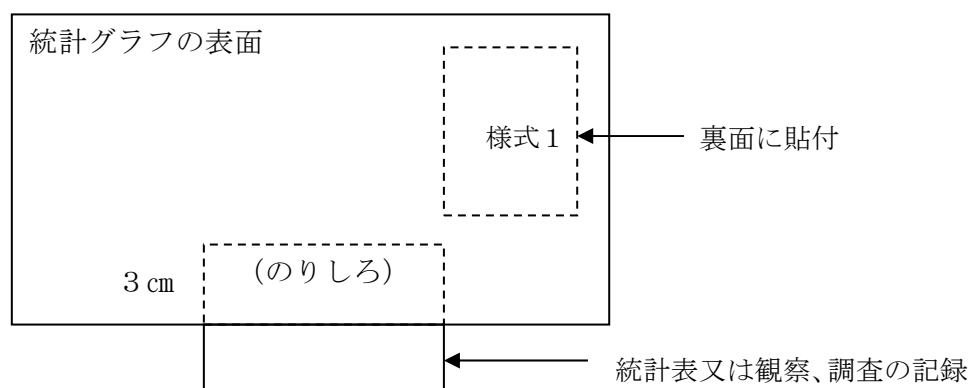 統計グラフの表面
様式１
裏面に貼付
３㎝
（のりしろ）
統計表又は観察、調査の記録